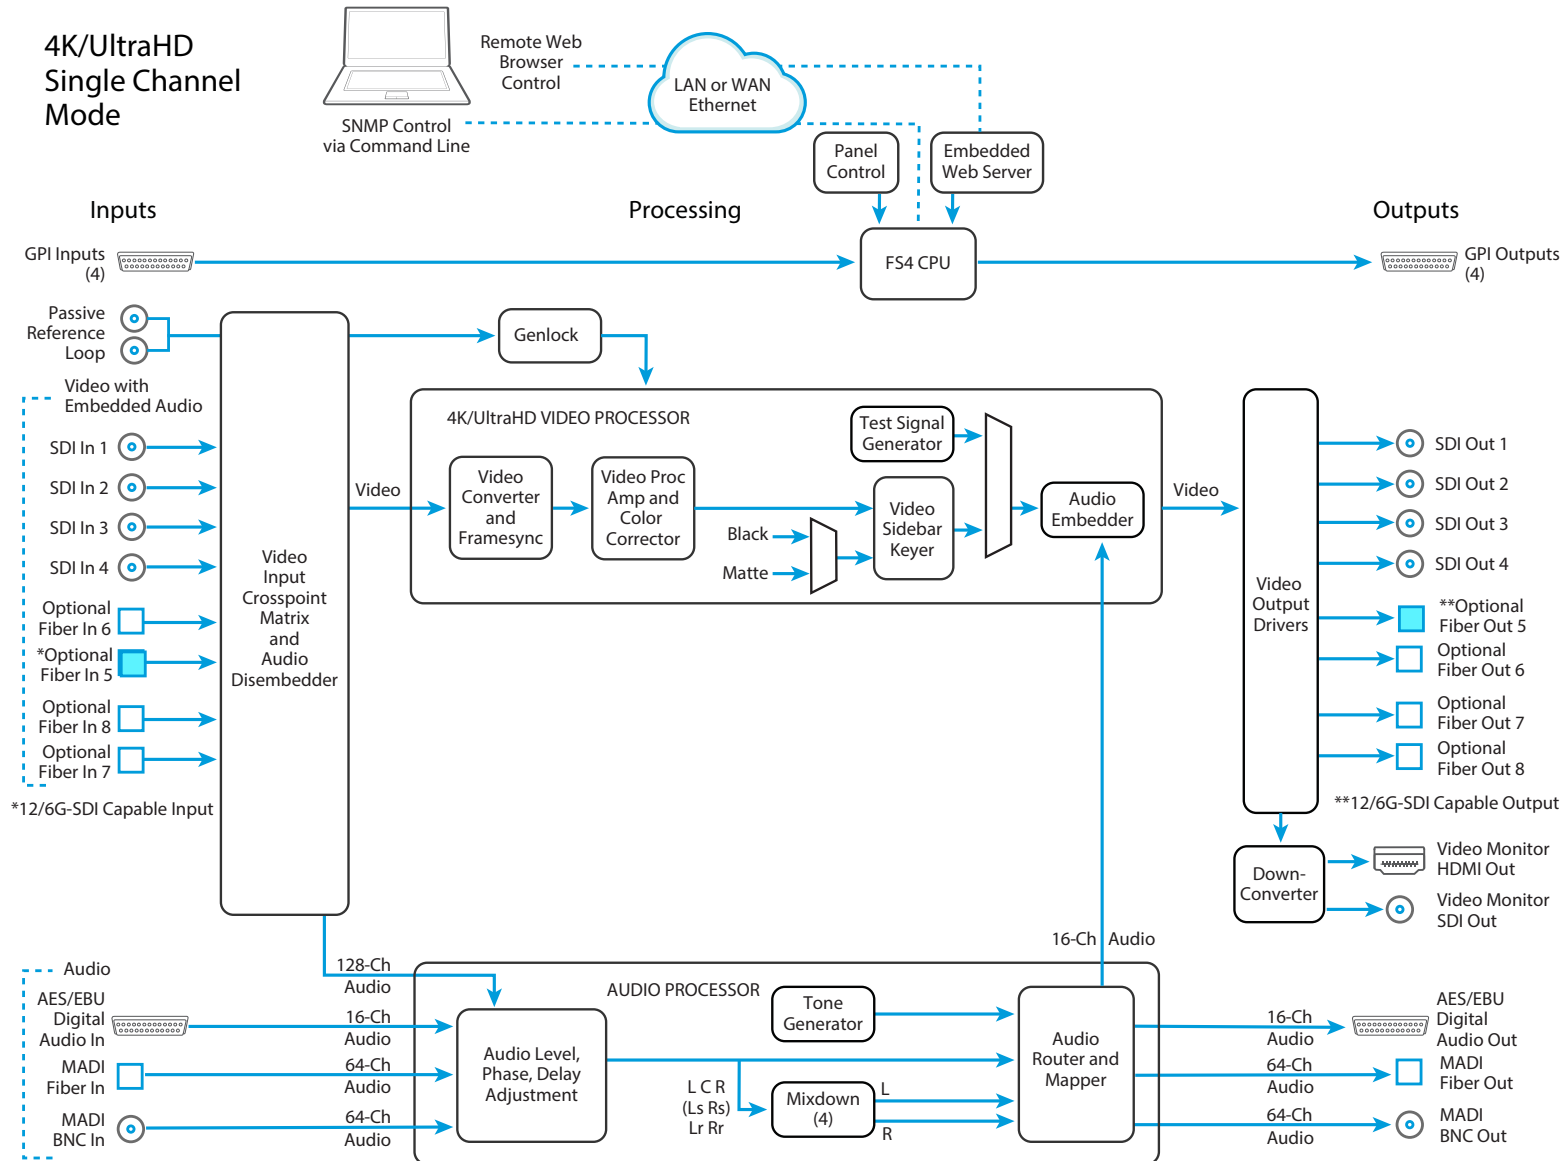 4K/UltraHD
Single Channel
Mode
Remote Web
Browser
Control
LAN or WAN
Ethernet
SNMP Control
via Command Line
Panel
Control
Embedded
Web Server
Inputs
Processing
Outputs
GPI Inputs
(4)
FS4 CPU
GPI Outputs
(4)
Passive
Reference
Loop
Genlock
Video with
Embedded Audio
SDI In 1
SDI In 2
SDI In 3
SDI In 4
Optional
Fiber In 6
*Optional
Fiber In 5
Optional
Fiber In 8
Optional
Fiber In 7
*12/6G-SDI Capable Input
Video
Input
Crosspoint
Matrix
and
Audio
Disembedder
Video
4K/UltraHD VIDEO PROCESSOR
Video
Converter
and
Framesync
Video Proc
Amp and
Color
Corrector
Test Signal
Generator
Black
Matte
Video
Sidebar
Keyer
Audio
Embedder
Video
Video
Output
Drivers
SDI Out 1
SDI Out 2
SDI Out 3
SDI Out 4
**Optional
Fiber Out 5
Optional
Fiber Out 6
Optional
Fiber Out 7
Optional
Fiber Out 8
**12/6G-SDI Capable Output
Down-
Converter
Video Monitor
HDMI Out
Video Monitor
SDI Out
16-Ch Audio
Audio
AES/EBU
Digital
Audio In
MADI
Fiber In
MADI
BNC In
128-Ch
Audio
16-Ch
Audio
64-Ch
Audio
64-Ch
Audio
AUDIO PROCESSOR
Audio Level,
Phase, Delay
Adjustment
Tone
Generator
L C R
(Ls Rs)
Lr Rr
Mixdown
(4)
L
R
Audio
Router and
Mapper
16-Ch
Audio
64-Ch
Audio
64-Ch
Audio
AES/EBU
Digital
Audio Out
MADI
Fiber Out
MADI
BNC Out